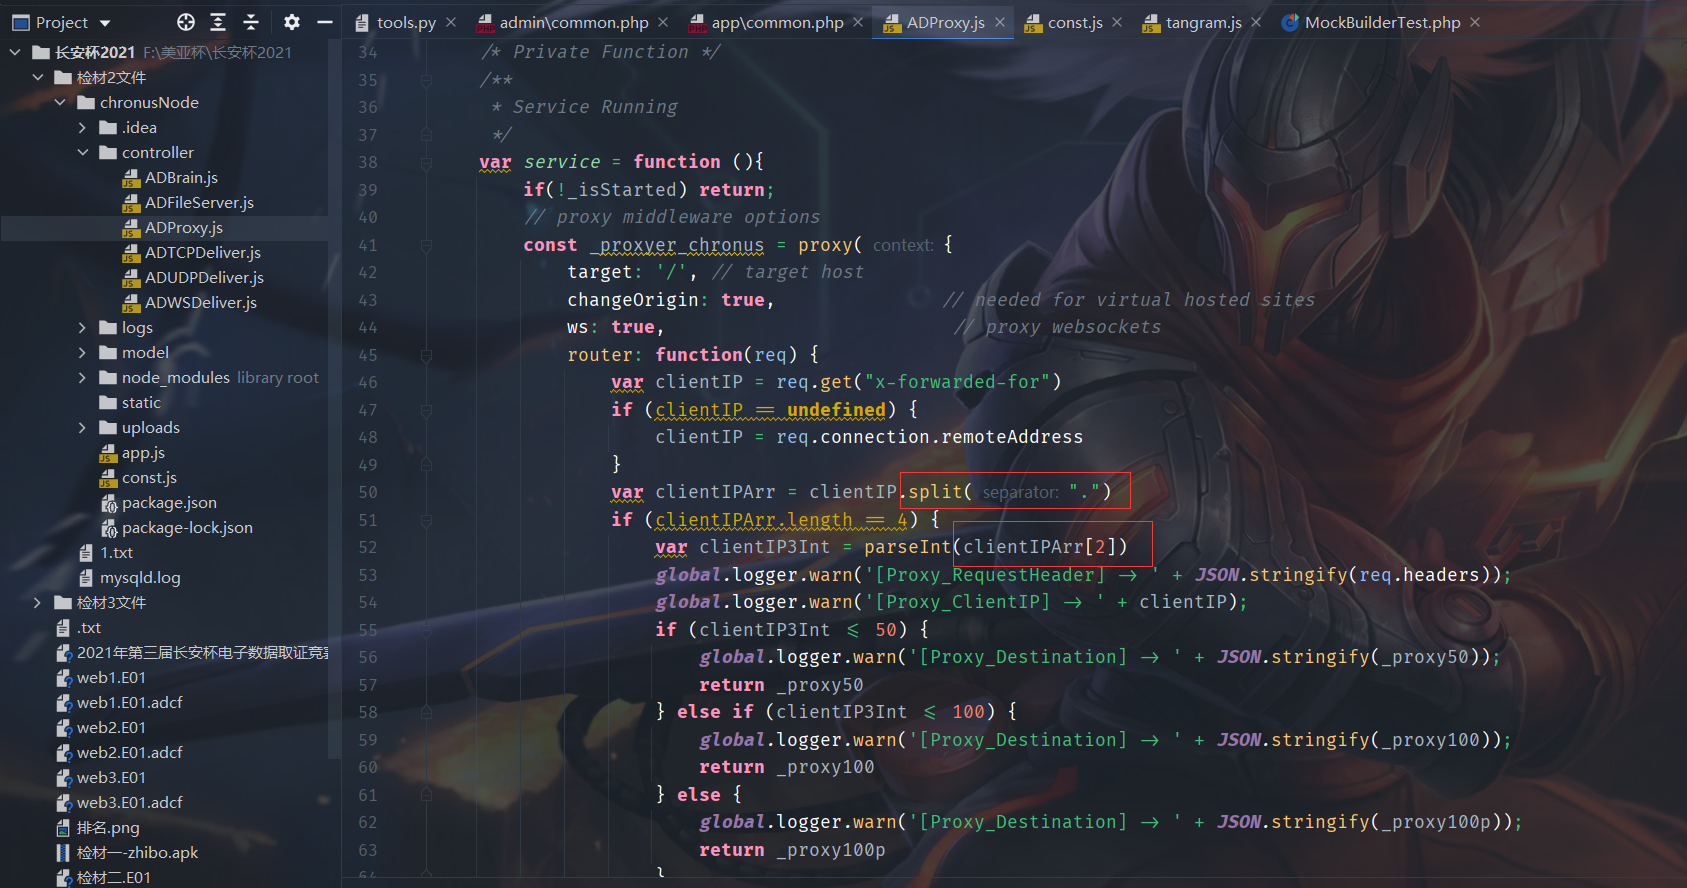 Project
tools.py
admin\common.php
app\common.php
ADProxy.js
const.js
tangram.js
MockBuilderTest.php
长安杯2021 F:\美亚杯\长安杯2021
检材2文件
chronusNode
.idea
controller
ADBrain.js
ADFileServer.js
ADProxy.js
ADTCPDeliver.js
ADUDPDeliver.js
ADWSDeliver.js
logs
model
node_modules library root
static
uploads
app.js
const.js
package.json
package-lock.json
1.txt
mysqld.log
检材3文件
.txt
2021年第三届长安杯电子数据取证竞
web1.E01
web1.E01.adcf
web2.E01
web2.E01.adcf
web3.E01
web3.E01.adcf
排名.png
检材一-zhibo.apk
检材二.E01
34 /* Private Function */
35 /**
36 * Service Running
37 */
38 var service = function (){
39 if(!_isStarted) return;
40 // proxy middleware options
41 const _proxyer_chronus = proxy( context: {
42 target: '/', // target host
43 changeOrigin: true, // needed for virtual hosted sites
44 ws: true, // proxy websockets
45 router: function(req) {
46 var clientIP = req.get("x-forwarded-for")
47 if (clientIP == undefined) {
48 clientIP = req.connection.remoteAddress
49 }
50 var clientIPArr = clientIP.split( separator: ".")
51 if (clientIPArr.length == 4) {
52 var clientIP3Int = parseInt(clientIPArr[2])
53 global.logger.warn('[Proxy_RequestHeader] -> ' + JSON.stringify(req.headers));
54 global.logger.warn('[Proxy_ClientIP] -> ' + clientIP);
55 if (clientIP3Int <= 50) {
56 global.logger.warn('[Proxy_Destination] -> ' + JSON.stringify(_proxy50));
57 return _proxy50
58 } else if (clientIP3Int <= 100) {
59 global.logger.warn('[Proxy_Destination] -> ' + JSON.stringify(_proxy100));
60 return _proxy100
61 } else {
62 global.logger.warn('[Proxy_Destination] -> ' + JSON.stringify(_proxy100p));
63 return _proxy100p
64 }